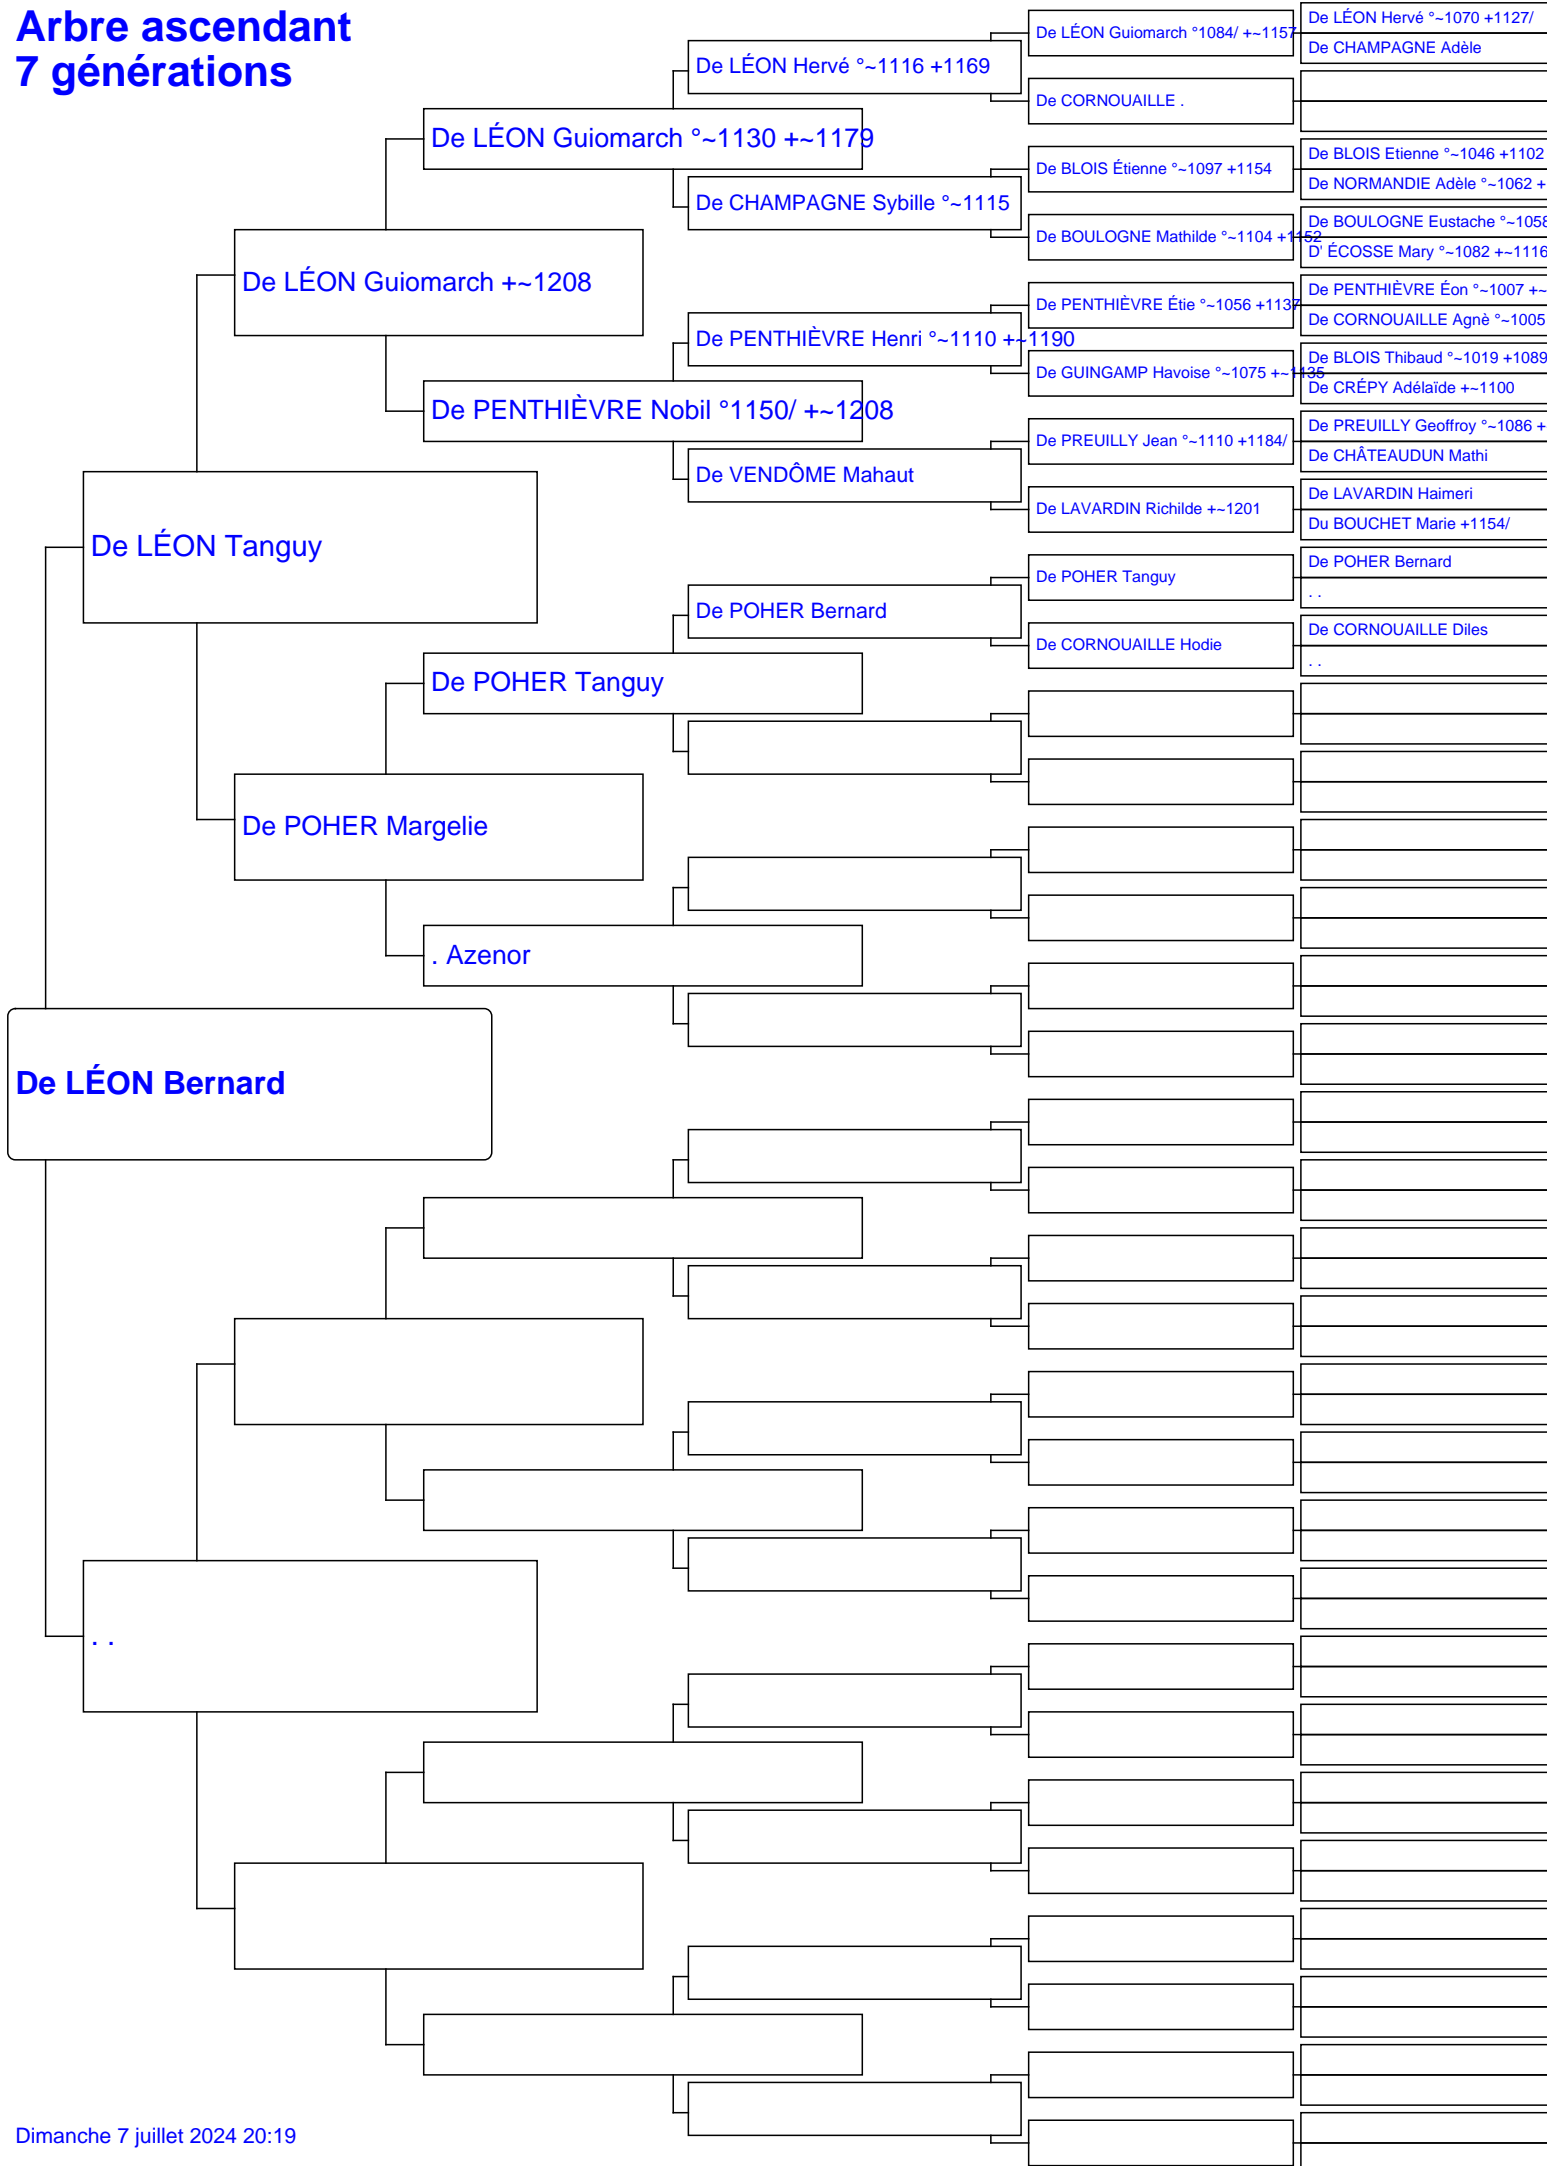 Arbre ascendant
7 générations
De LÉON Bernard
De LÉON Tanguy
. .
De LÉON Guiomarch +~1208
De POHER Margelie
De LÉON Guiomarch °~1130 +~1179
De PENTHIÈVRE Nobil °1150/ +~1208
De POHER Tanguy
. Azenor
De LÉON Hervé °~1116 +1169
De CHAMPAGNE Sybille °~1115
De PENTHIÈVRE Henri °~1110 +~1190
De VENDÔME Mahaut
De POHER Bernard
De LÉON Guiomarch °1084/ +~1157
De CORNOUAILLE .
De BLOIS Étienne °~1097 +1154
De BOULOGNE Mathilde °~1104 +1152
De PENTHIÈVRE Étie °~1056 +1137
De GUINGAMP Havoise °~1075 +~1135
De PREUILLY Jean °~1110 +1184/
De LAVARDIN Richilde +~1201
De POHER Tanguy
De CORNOUAILLE Hodie
De LÉON Hervé °~1070 +1127/
De CHAMPAGNE Adèle
De BLOIS Etienne °~1046 +1102
De NORMANDIE Adèle °~1062 +
De BOULOGNE Eustache °~1058
D' ÉCOSSE Mary °~1082 +~1116
De PENTHIÈVRE Éon °~1007 +~
De CORNOUAILLE Agnè °~1005
De BLOIS Thibaud °~1019 +1089
De CRÉPY Adélaïde +~1100
De PREUILLY Geoffroy °~1086 +
De CHÂTEAUDUN Mathi
De LAVARDIN Haimeri
Du BOUCHET Marie +1154/
De POHER Bernard
. .
De CORNOUAILLE Diles
. .
Dimanche 7 juillet 2024 20:19